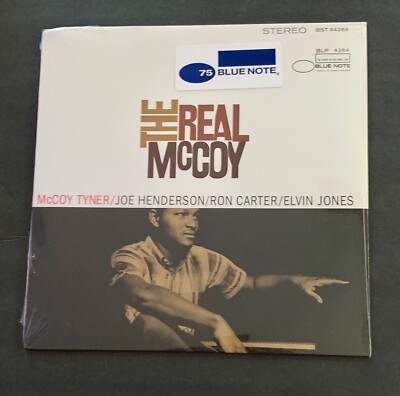 STEREO BST 84264
75 BLUE NOTE
BLP 4264
BLUE NOTE
THE REAL
McCOY
McCOY TYNER/JOE HENDERSON/RON CARTER/ELVIN JONES